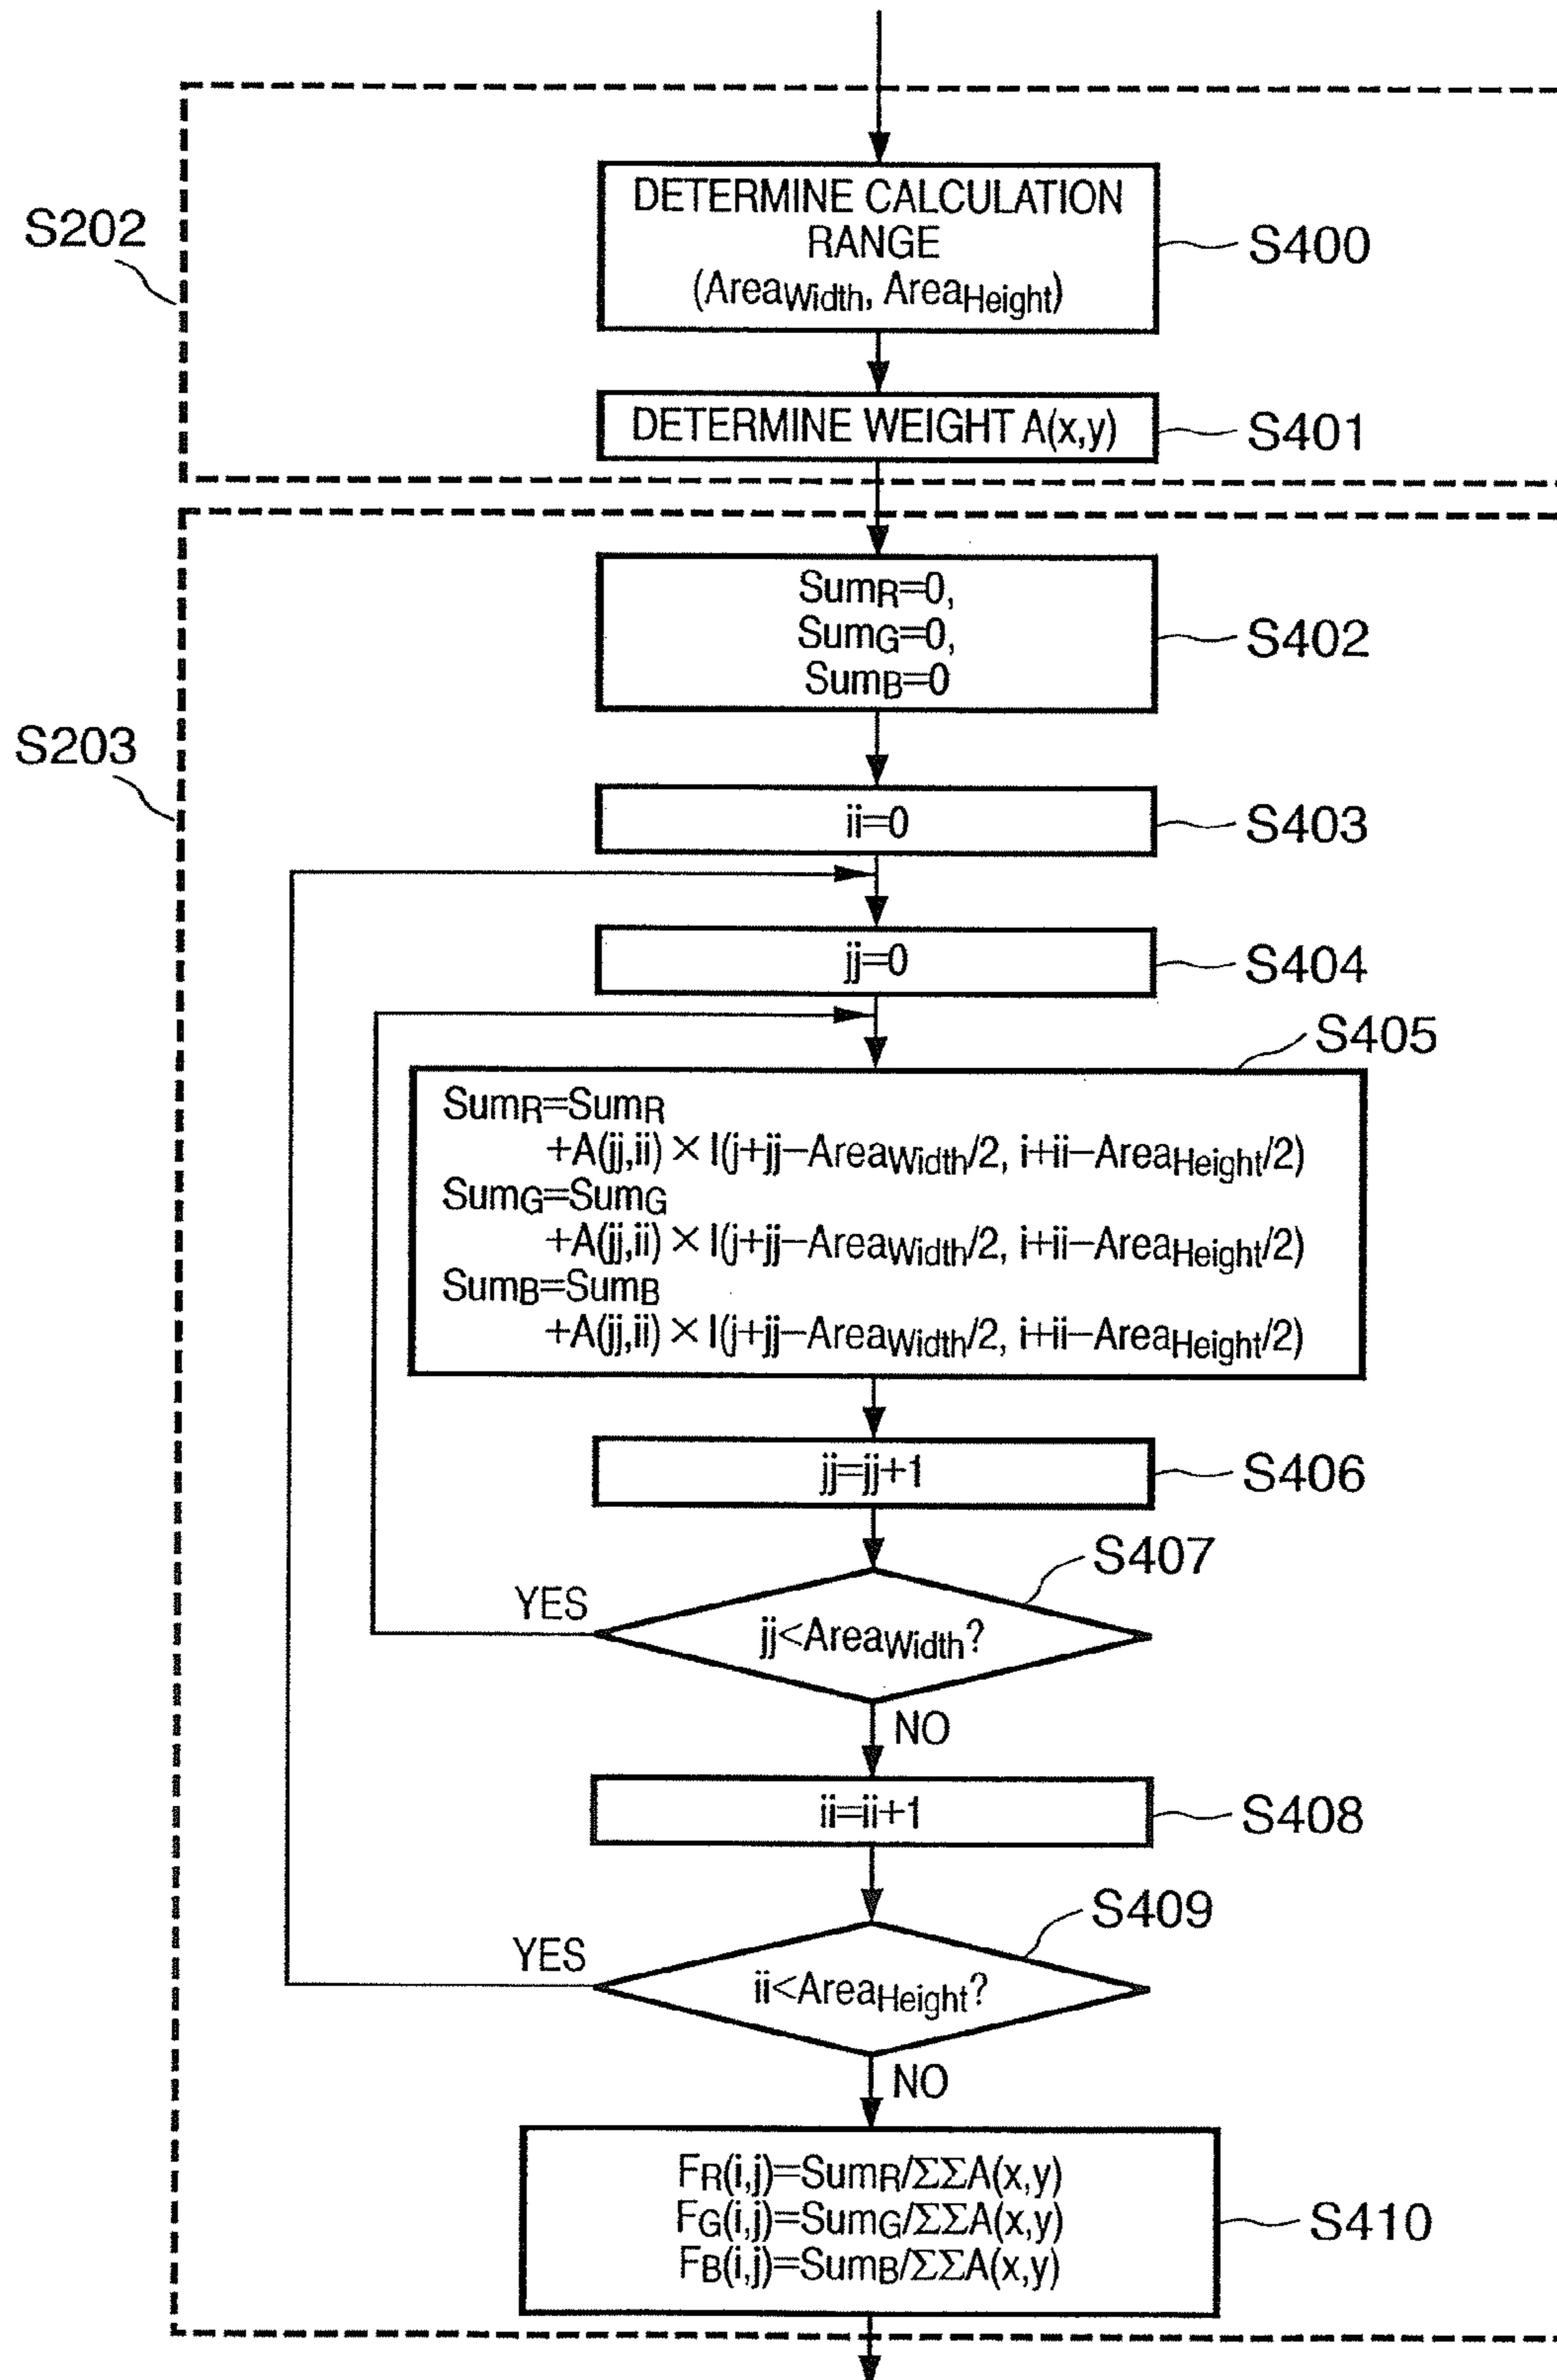 S202
DETERMINE CALCULATION
RANGE
(AreaWidth, AreaHeight)
S400
DETERMINE WEIGHT A(x,y)
S401
S203
SumR=0,
SumG=0,
SumB=0
S402
ii=0
S403
jj=0
S404
S405
SumR=SumR
+A(jj,ii)×I(j+jj−AreaWidth/2, i+ii−AreaHeight/2)
SumG=SumG
+A(jj,ii)×I(j+jj−AreaWidth/2, i+ii−AreaHeight/2)
SumB=SumB
+A(jj,ii)×I(j+jj−AreaWidth/2, i+ii−AreaHeight/2)
jj=jj+1
S406
S407
YES
jj<AreaWidth?
NO
ii=ii+1
S408
S409
YES
ii<AreaHeight?
NO
FR(i,j)=SumR/ΣΣA(x,y)
FG(i,j)=SumG/ΣΣA(x,y)
FB(i,j)=SumB/ΣΣA(x,y)
S410